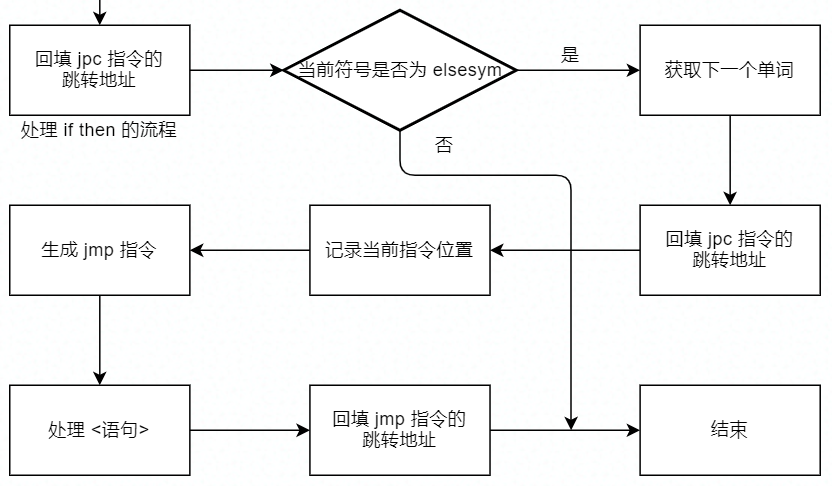 回填 jpc 指令的
跳转地址
处理 if then 的流程
当前符号是否为 elsesym
是
获取下一个单词
否
生成 jmp 指令
记录当前指令位置
回填 jpc 指令的
跳转地址
处理 <语句>
回填 jmp 指令的
跳转地址
结束